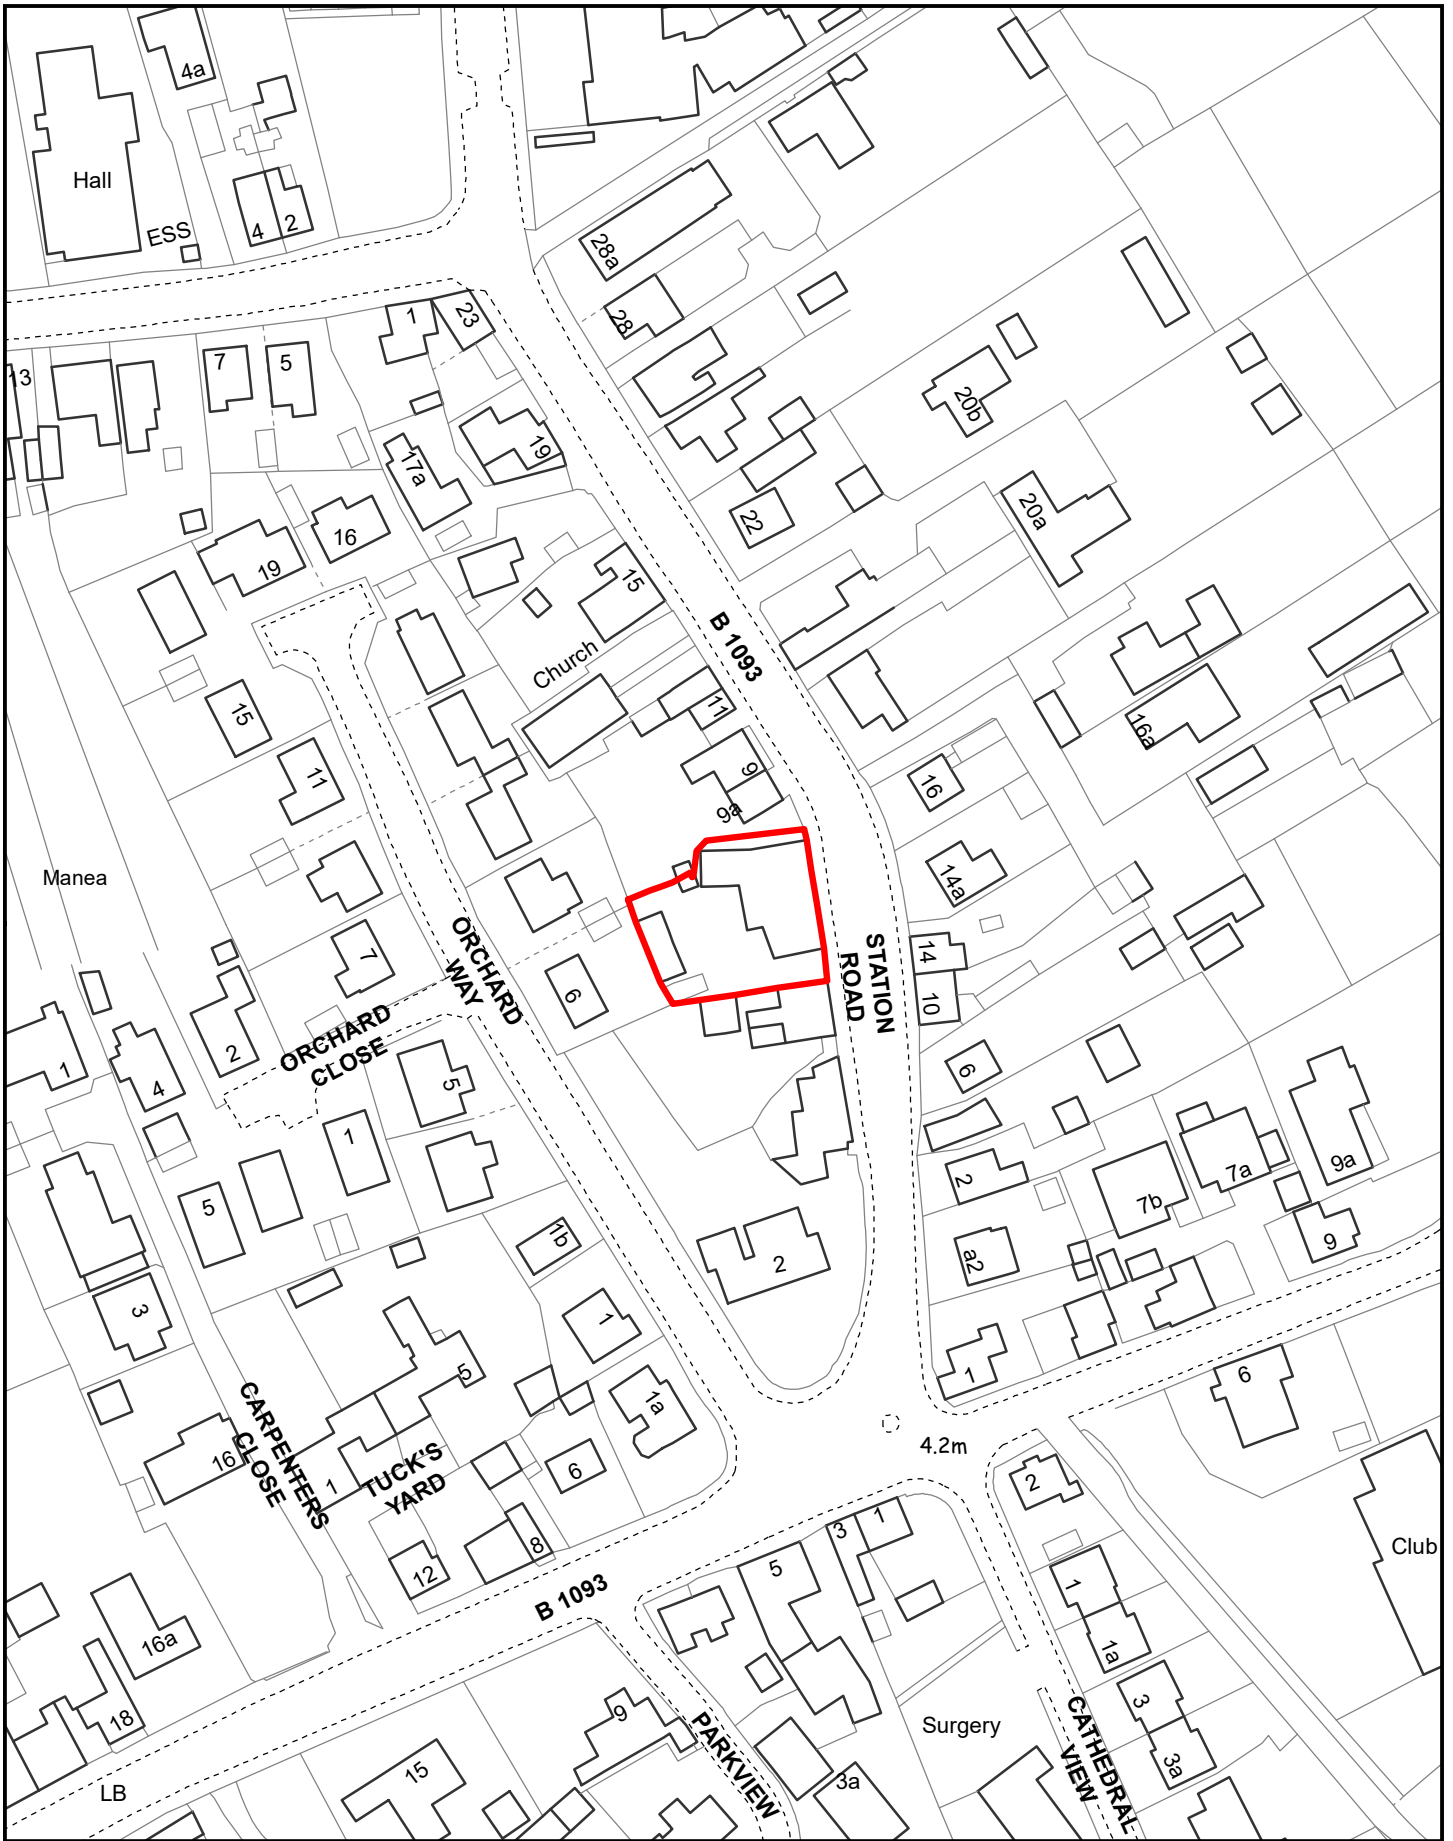 4a
Hall
ESS
4
2
28a
28
1
23
13
7
5
19
17a
16
19
20b
22
20a
15
B 1093
Church
11
15
9
9a
11
16
16a
14a
Manea
7
ORCHARD
WAY
6
STATION
ROAD
14
10
ORCHARD
CLOSE
2
1
4
5
6
1
5
2
7b
7a
9a
9
a2
3
1b
2
1
5
1a
1
6
CARPENTERS
CLOSE
16
1
TUCK'S
YARD
6
4.2m
2
8
12
3
1
5
Club
B 1093
1
16a
1a
18
9
PARKVIEW
3
Surgery
CATHEDRAL
VIEW
3a
15
3a
LB